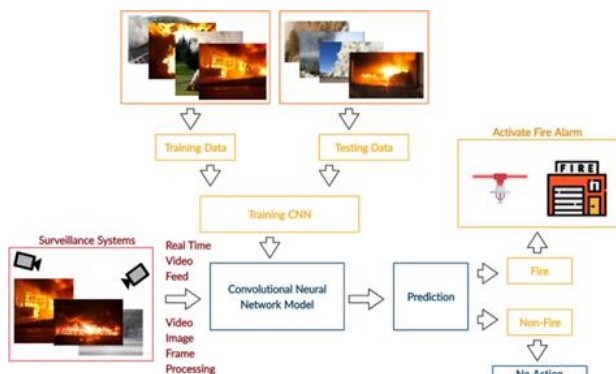 Training Data
Testing Data
Activate Fire Alarm
FIRE
Training CNN
Surveillance Systems
Real Time
Video
Feed
Video
Image
Frame
Processing
Convolutional Neural
Network Model
Prediction
Fire
Non-Fire
No Action